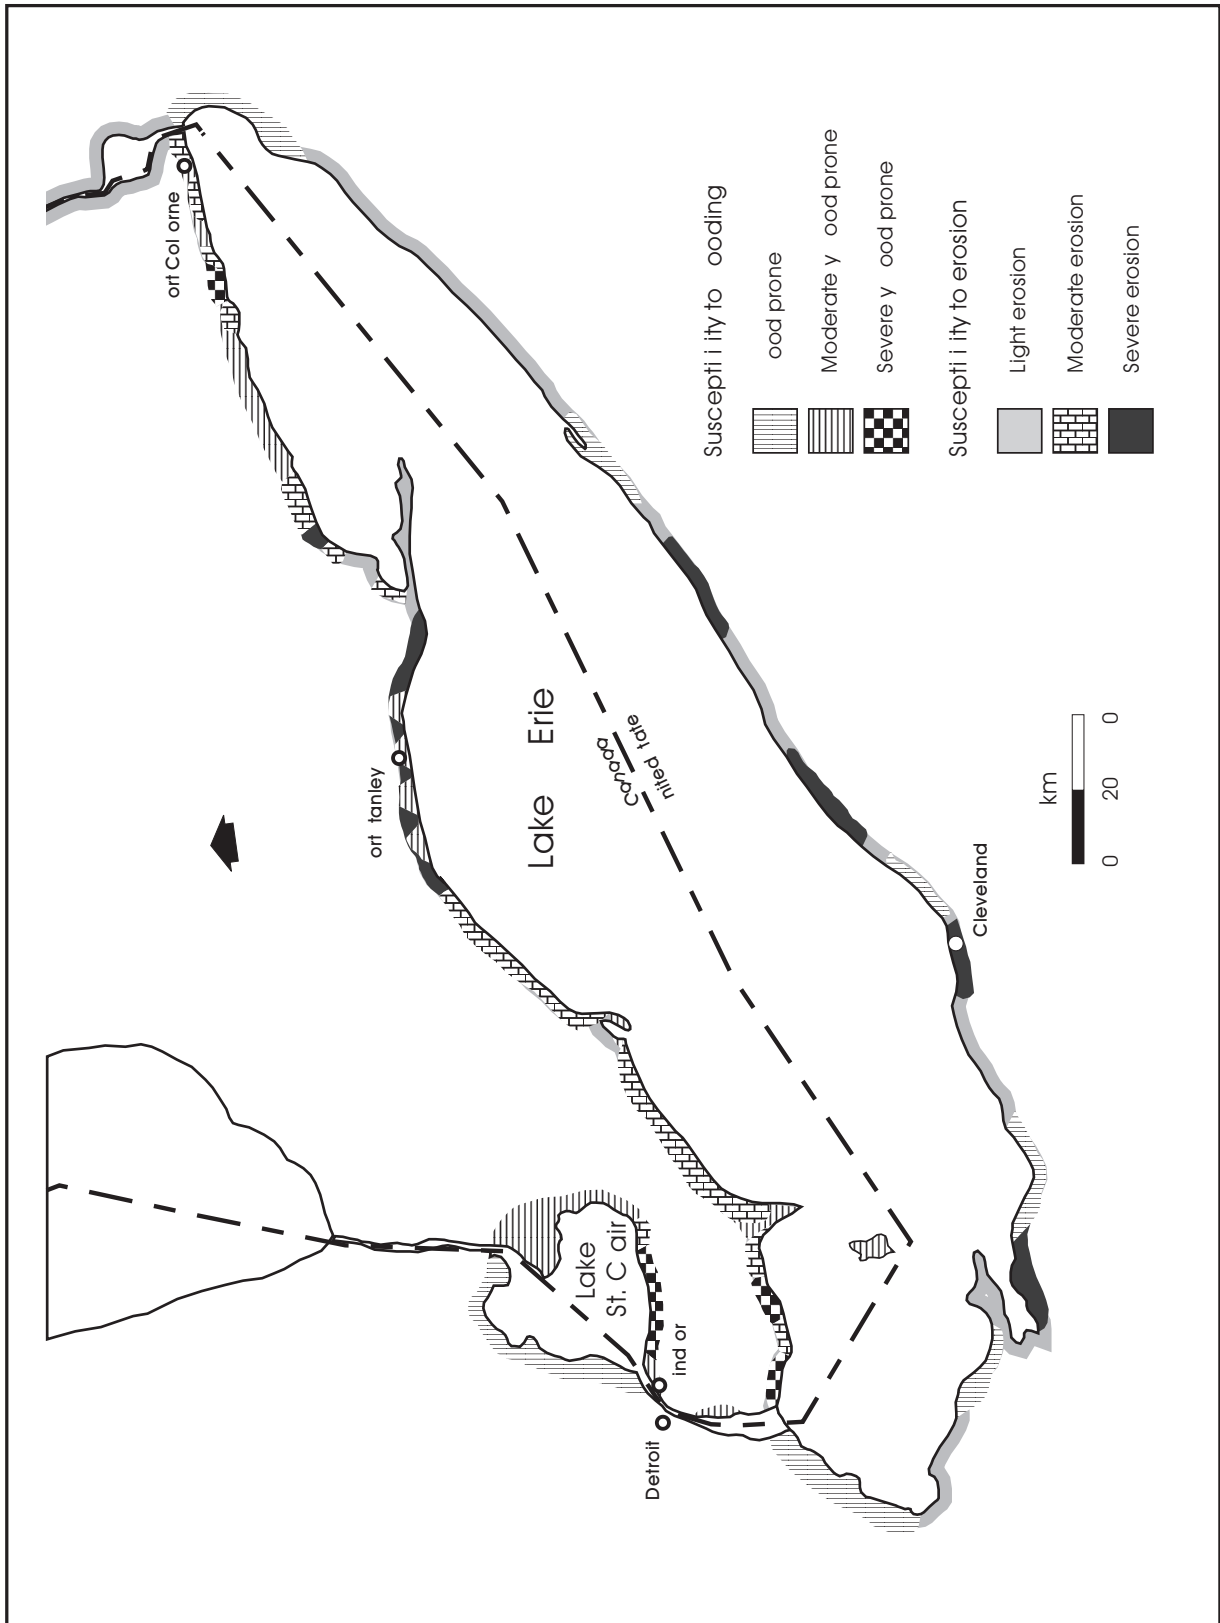 ort Col orne
ort tanley
Lake Erie
Canada
nited tate
Lake
St. C air
ind or
Detroit
Cleveland
km
0 20 0
Suscepti i ity to ooding
ood prone
Moderate y ood prone
Severe y ood prone
Suscepti i ity to erosion
Light erosion
Moderate erosion
Severe erosion